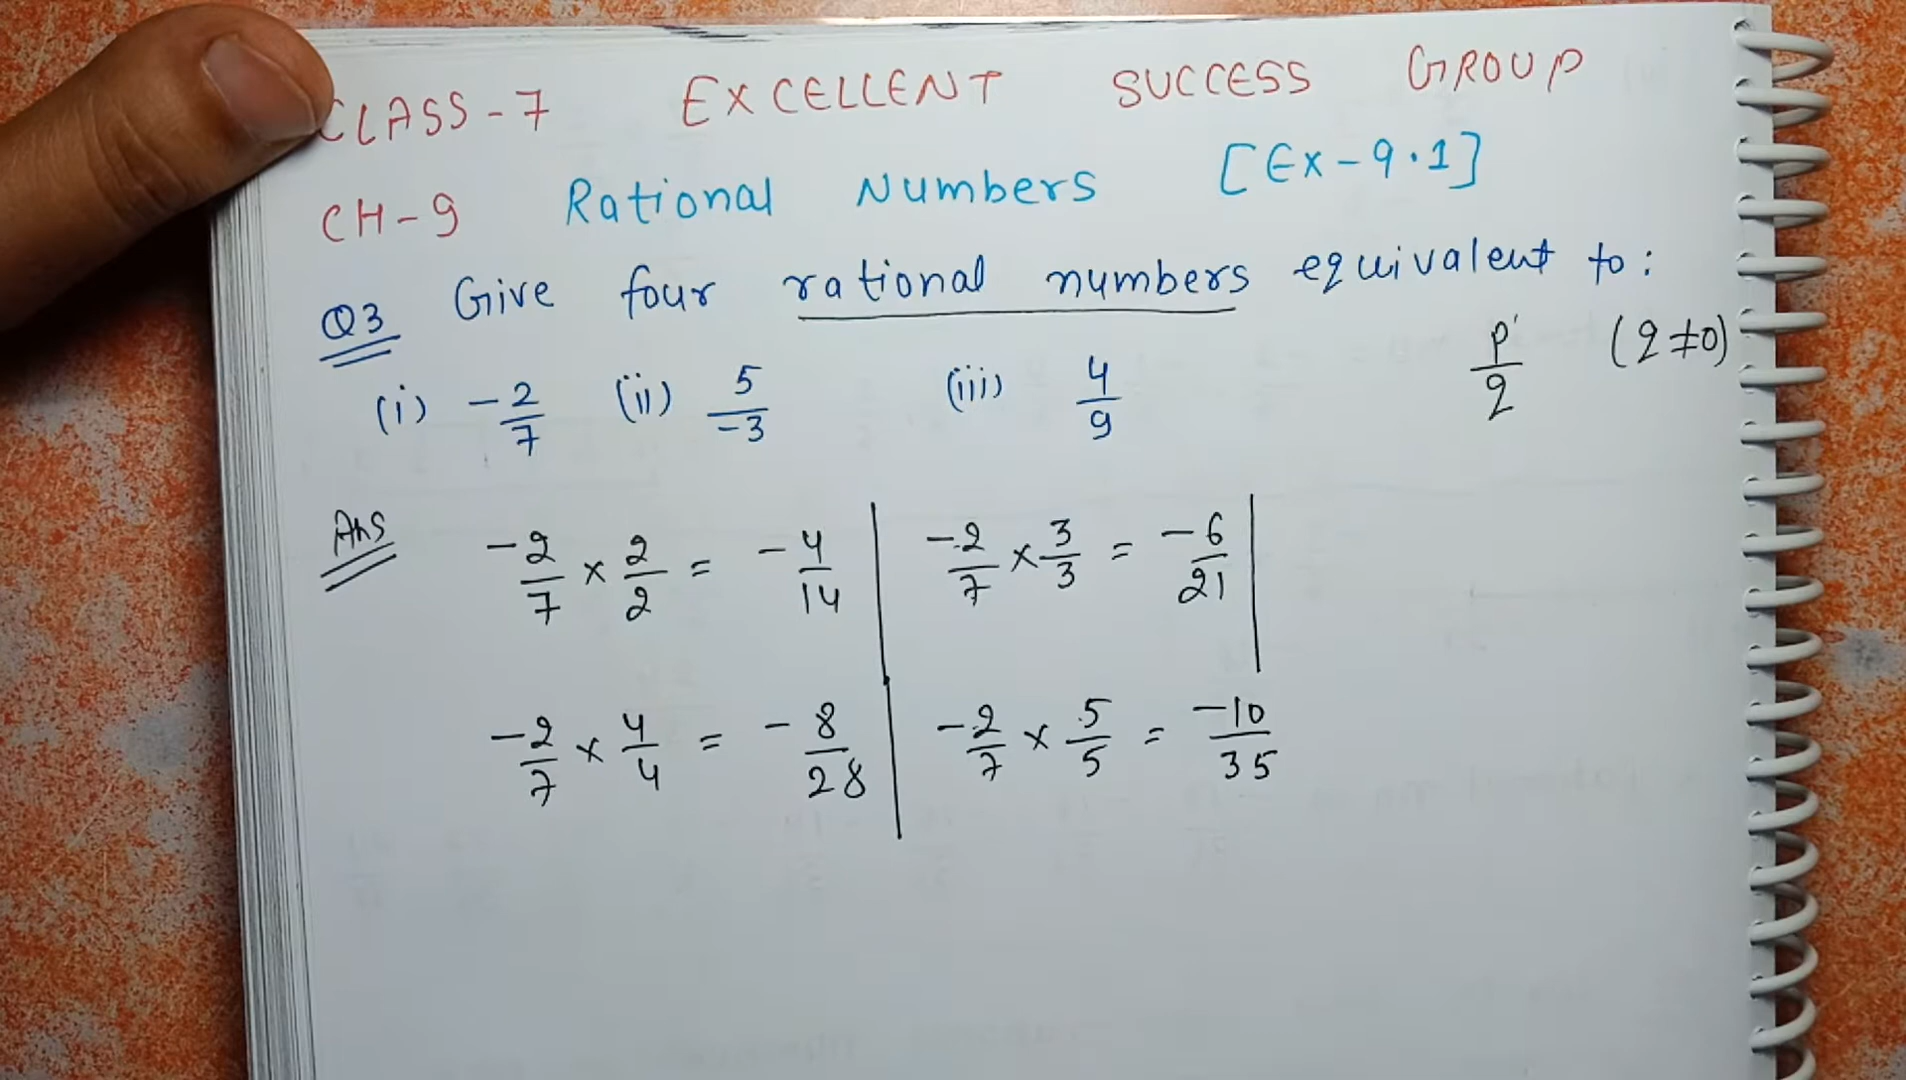 CLASS-7 EXCELLENT SUCCESS GROUP
CH-9 Rational Numbers [Ex-9.1]
Q3 Give four rational numbers equivalent to:
(i) -2/7 (ii) 5/-3 (iii) 4/9 p/q (q≠0)
Ans -2/7 × 2/2 = -4/14 | -2/7 × 3/3 = -6/21 |
-2/7 × 4/4 = -8/28 | -2/7 × 5/5 = -10/35